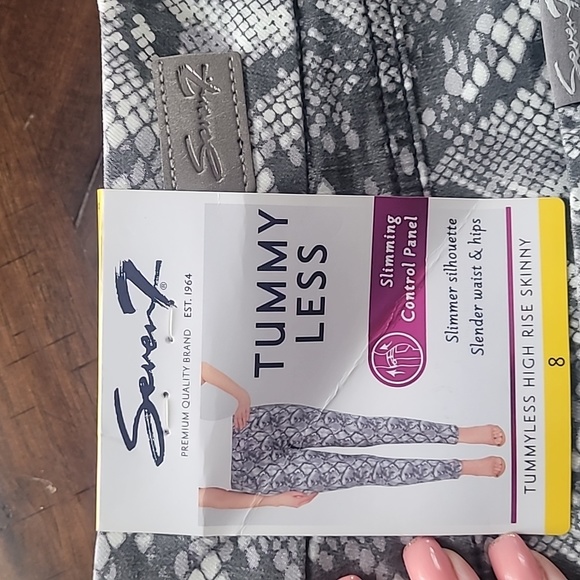 Seven7
Seven7
Seven7®
PREMIUM QUALITY BRAND EST. 1964
TUMMY
LESS
Slimming
Control Panel
Slimmer silhouette
Slender waist & hips
TUMMYLESS HIGH RISE SKINNY
8